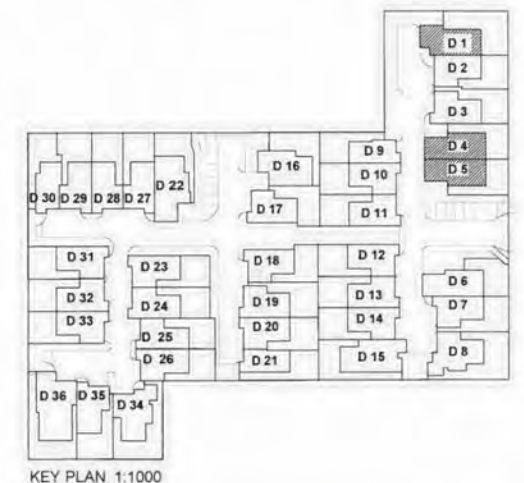 D 1
D 2
D 3
D 4
D 5
D 9
D 16
D 10
D 22
D 30
D 29
D 28
D 27
D 17
D 11
D 31
D 23
D 18
D 12
D 6
D 32
D 24
D 19
D 13
D 7
D 33
D 25
D 20
D 14
D 26
D 21
D 15
D 8
D 36
D 35
D 34
KEY PLAN 1:1000